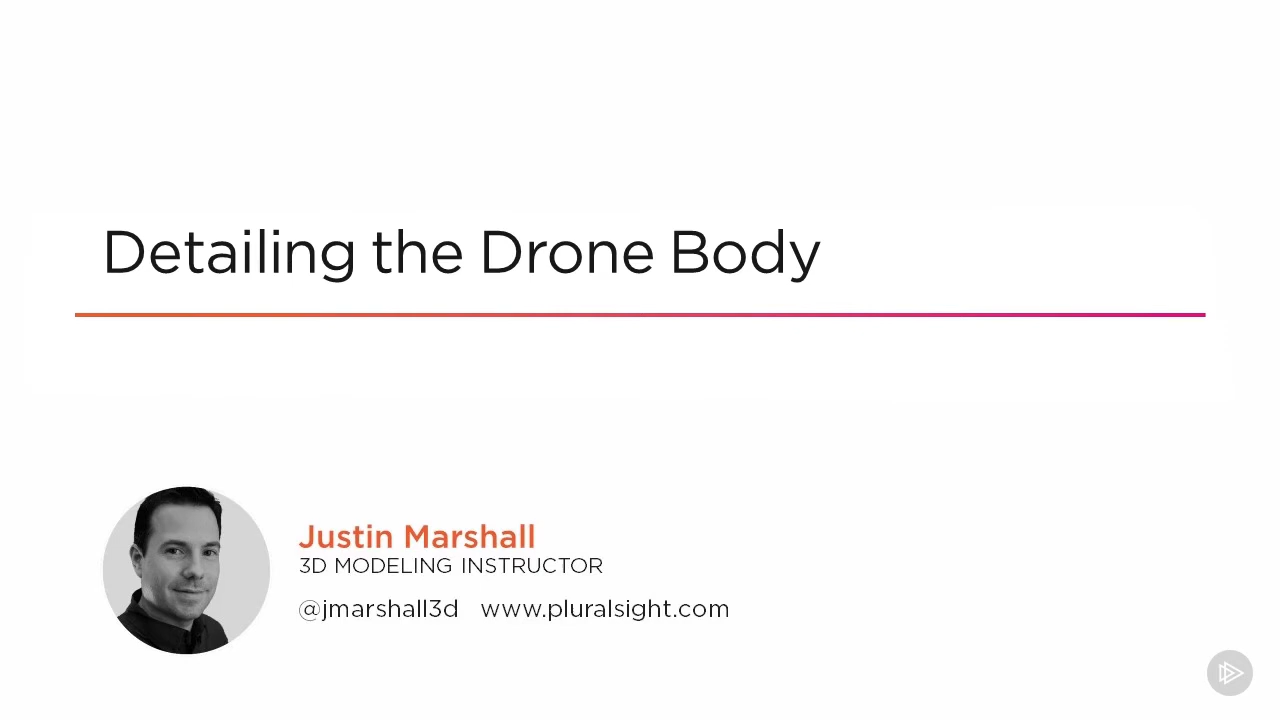 Detailing the Drone Body
Justin Marshall
3D MODELING INSTRUCTOR
@jmarshall3d www.pluralsight.com